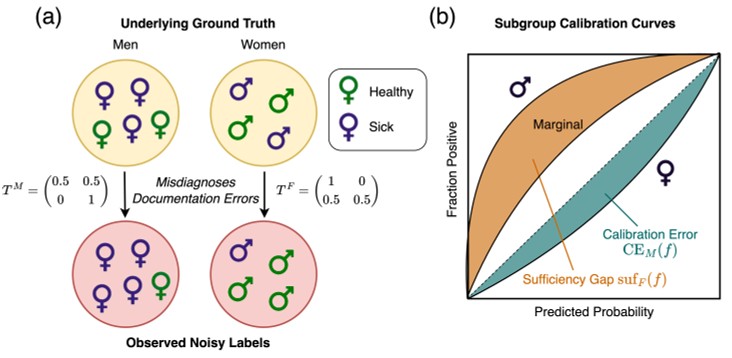 (a)
Underlying Ground Truth
Men
Women
Healthy
Sick
T^M = (0.5 0.5
0 1)
Misdiagnoses
Documentation Errors
T^F = (1 0
0.5 0.5)
Observed Noisy Labels
(b)
Subgroup Calibration Curves
Fraction Positive
Marginal
Calibration Error
CE_M(f)
Sufficiency Gap suf_F(f)
Predicted Probability